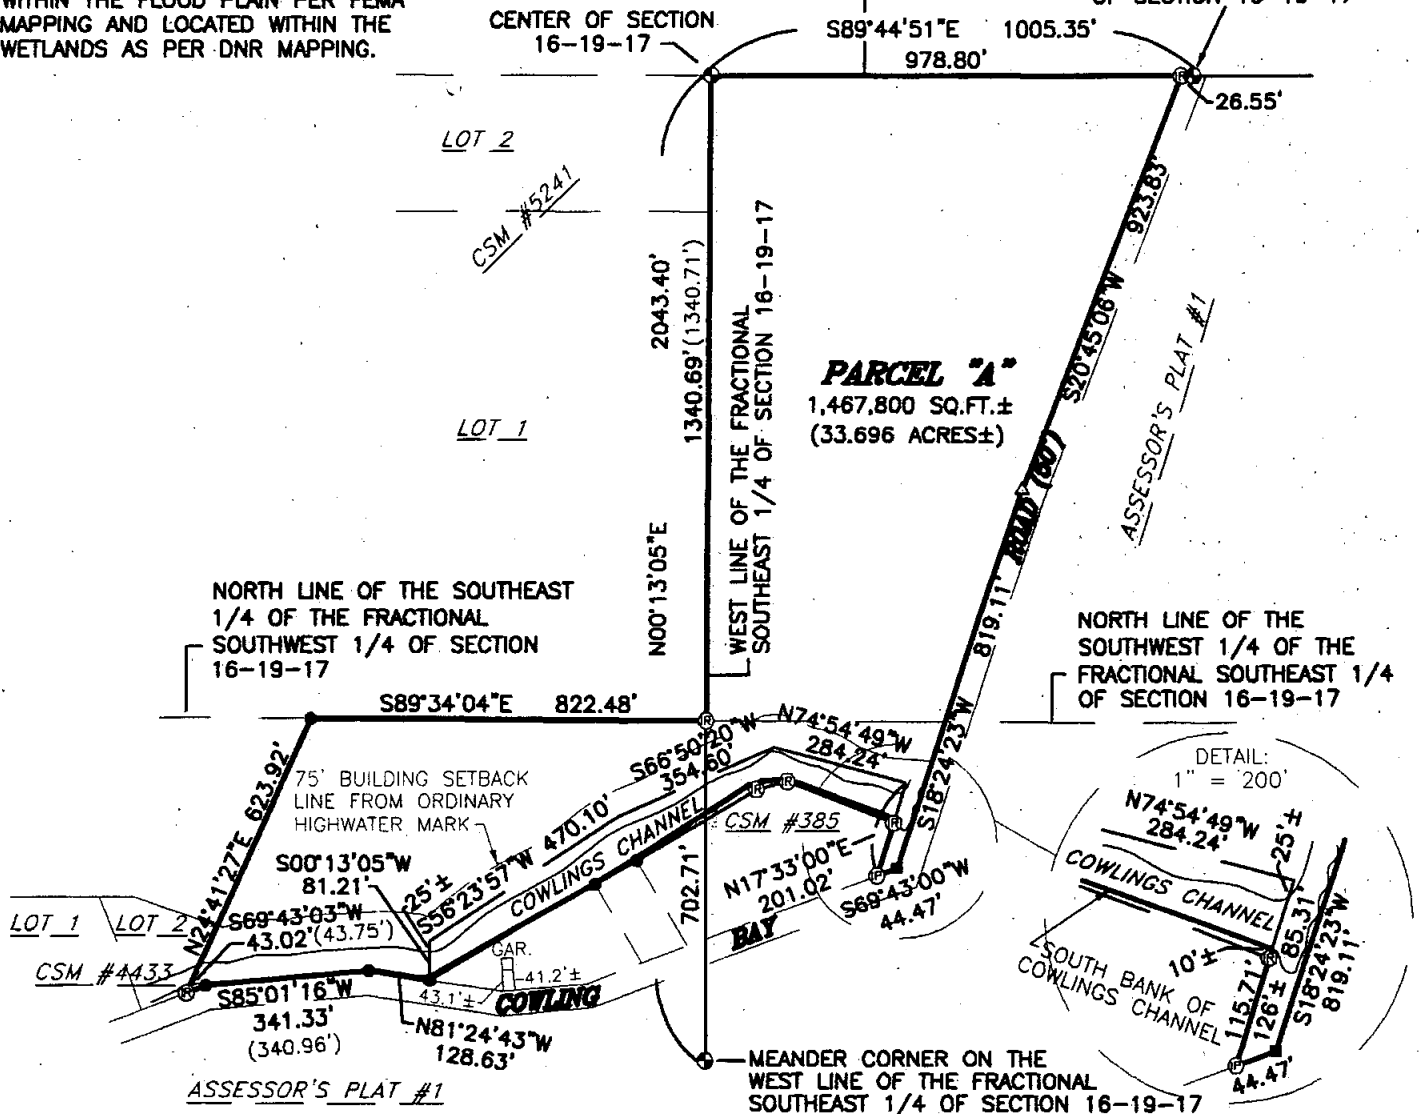 WITHIN THE FLOOD PLAIN PER FEMA
MAPPING AND LOCATED WITHIN THE
WETLANDS AS PER DNR MAPPING.
CENTER OF SECTION
16-19-17
S89°44'51"E 1005.35'
978.80'
26.55'
LOT 2
CSM #5241
LOT 1
2043.40'
1340.69'(1340.71')
N00°13'05"E
WEST LINE OF THE FRACTIONAL
SOUTHEAST 1/4 OF SECTION 16-19-17
PARCEL "A"
1,467,800 SQ.FT.±
(33.696 ACRES±)
923.83'
S20°45'06"W
ROAD (60')
ASSESSOR'S PLAT #1
819.11'
S18°24'23"W
NORTH LINE OF THE SOUTHEAST
1/4 OF THE FRACTIONAL
SOUTHWEST 1/4 OF SECTION
16-19-17
NORTH LINE OF THE
SOUTHWEST 1/4 OF THE
FRACTIONAL SOUTHEAST 1/4
OF SECTION 16-19-17
S89°34'04"E 822.48'
N24°41'27"E 623.92'
75' BUILDING SETBACK
LINE FROM ORDINARY
HIGHWATER MARK
S66°50'20"W
354.60'
N74°54'49"W
284.24'
S56°23'57"W 470.10'
COWLINGS CHANNEL
CSM #385
S00°13'05"W
81.21'
25'±
702.71'
N17°33'00"E
201.02'
S69°43'00"W
44.47'
BAY
LOT 1 LOT 2
CSM #4433
S69°43'03"W
43.02'(43.75')
S85°01'16"W
341.33'
(340.96')
N81°24'43"W
128.63'
GAR.
41.2'±
43.1'±
COWLING
ASSESSOR'S PLAT #1
MEANDER CORNER ON THE
WEST LINE OF THE FRACTIONAL
SOUTHEAST 1/4 OF SECTION 16-19-17
DETAIL:
1" = 200'
N74°54'49"W
284.24'
25'±
COWLINGS CHANNEL
85.31'
10'±
SOUTH BANK OF
COWLINGS CHANNEL
115.71'
126'±
S18°24'23"W
819.11'
44.47'